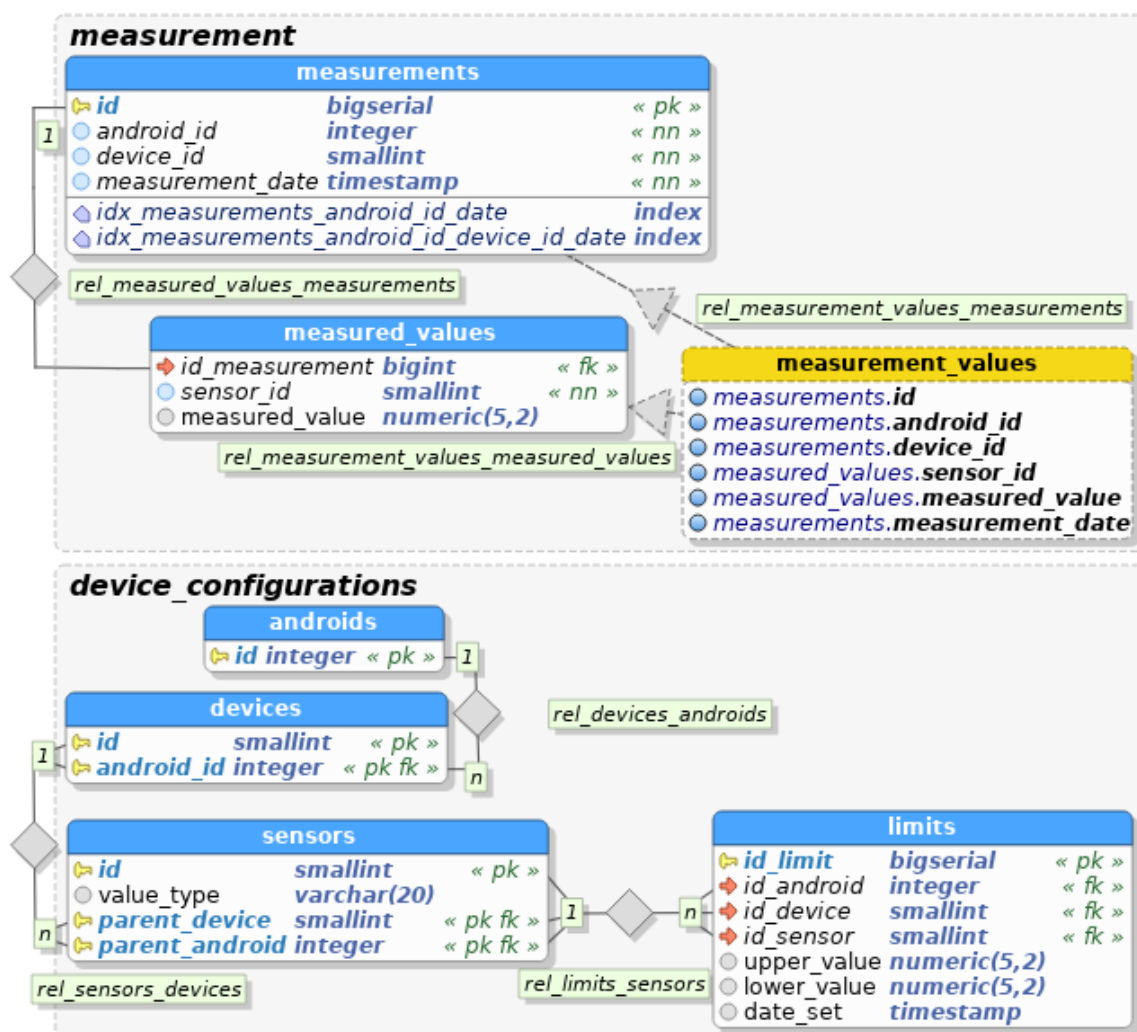 measurement
measurements
id bigserial « pk »
1
android_id integer « nn »
device_id smallint « nn »
measurement_date timestamp « nn »
idx_measurements_android_id_date index
idx_measurements_android_id_device_id_date index
rel_measured_values_measurements
rel_measurement_values_measurements
measured_values
id_measurement bigint « fk »
sensor_id smallint « nn »
measured_value numeric(5,2)
rel_measurement_values_measured_values
measurement_values
measurements.id
measurements.android_id
measurements.device_id
measured_values.sensor_id
measured_values.measured_value
measurements.measurement_date
device_configurations
androids
id integer « pk »
1
rel_devices_androids
devices
id smallint « pk »
android_id integer « pk fk »
1
n
sensors
id smallint « pk »
value_type varchar(20)
parent_device smallint « pk fk »
parent_android integer « pk fk »
n
1
n
rel_sensors_devices
rel_limits_sensors
limits
id_limit bigserial « pk »
id_android integer « fk »
id_device smallint « fk »
id_sensor smallint « fk »
upper_value numeric(5,2)
lower_value numeric(5,2)
date_set timestamp